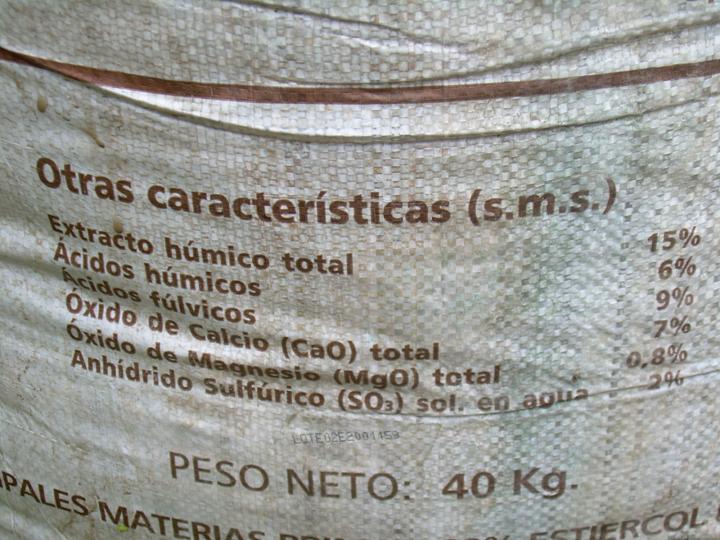 Otras características (s.m.s.)
Extracto húmico total 15%
Ácidos húmicos 6%
Ácidos fúlvicos 9%
Óxido de Calcio (CaO) total 7%
Óxido de Magnesio (MgO) total 0,8%
Anhídrido Sulfúrico (SO₃) sol. en agua 2%
PESO NETO: 40 Kg.
MATERIAS ESTIERCOL